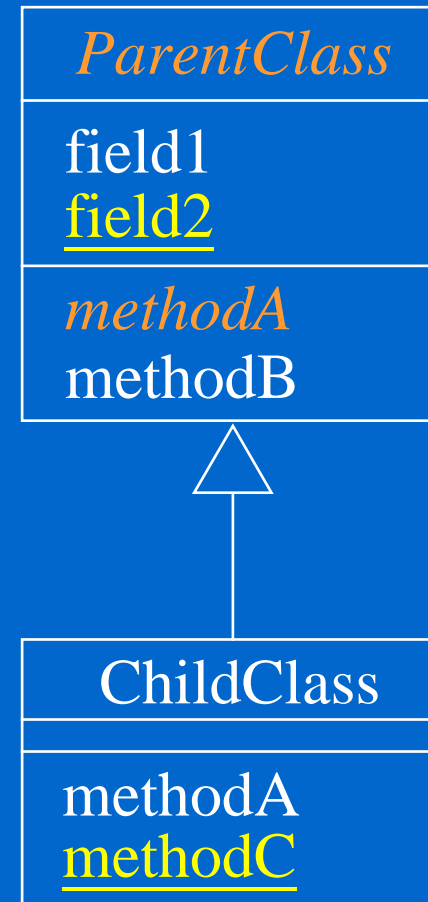 ParentClass
field1
field2
methodA
methodB
ChildClass
methodA
methodC